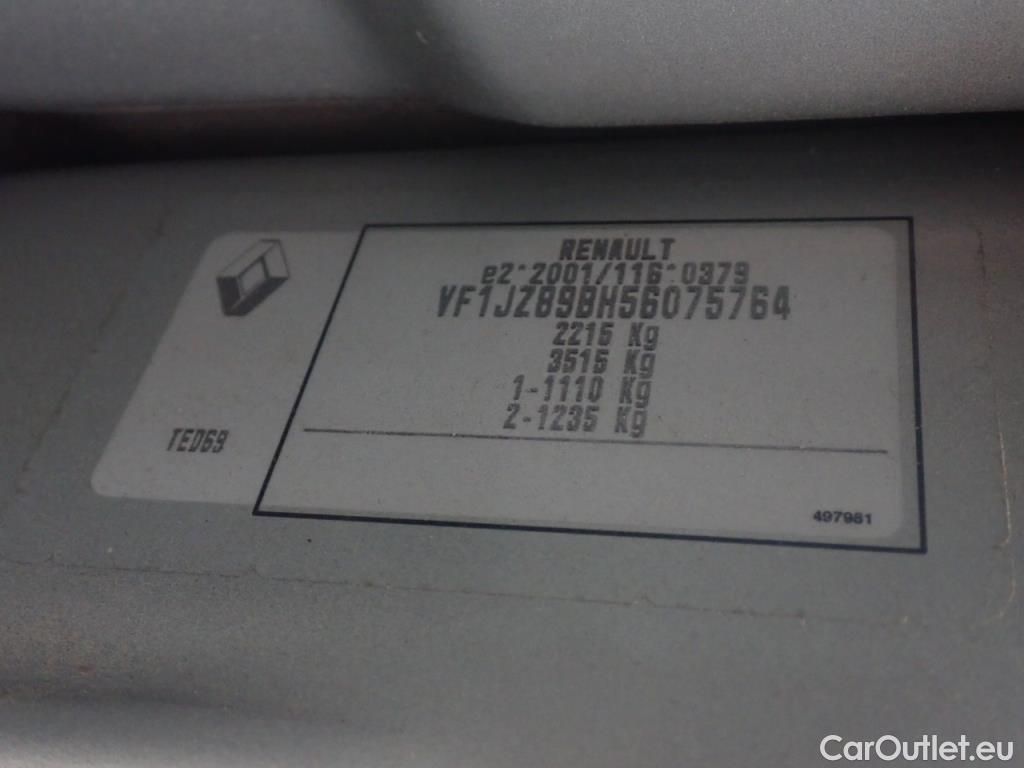 RENAULT
e2*2001/116*0379
VF1JZ89BH56075764
2215 Kg
3515 Kg
1-1110 Kg
2-1235 Kg
TED69
497981
CarOutlet.eu